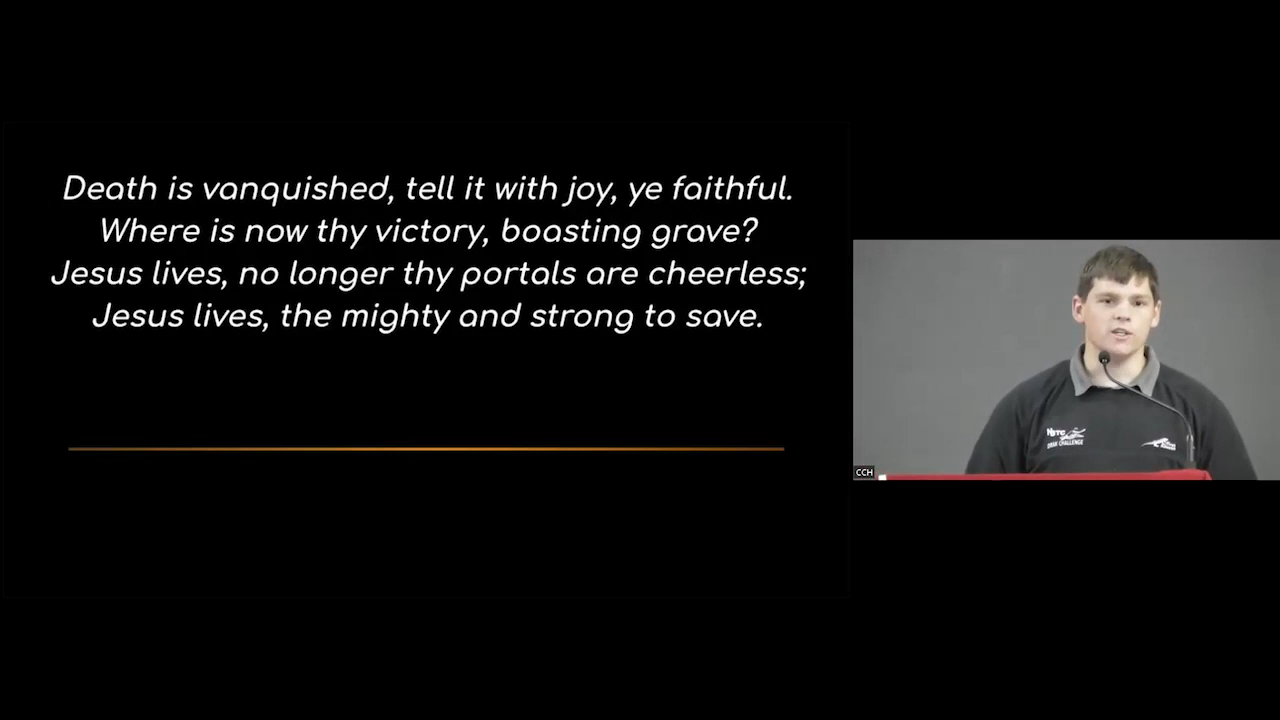 Death is vanquished, tell it with joy, ye faithful.
Where is now thy victory, boasting grave?
Jesus lives, no longer thy portals are cheerless;
Jesus lives, the mighty and strong to save.
CCH
CHALLENGE